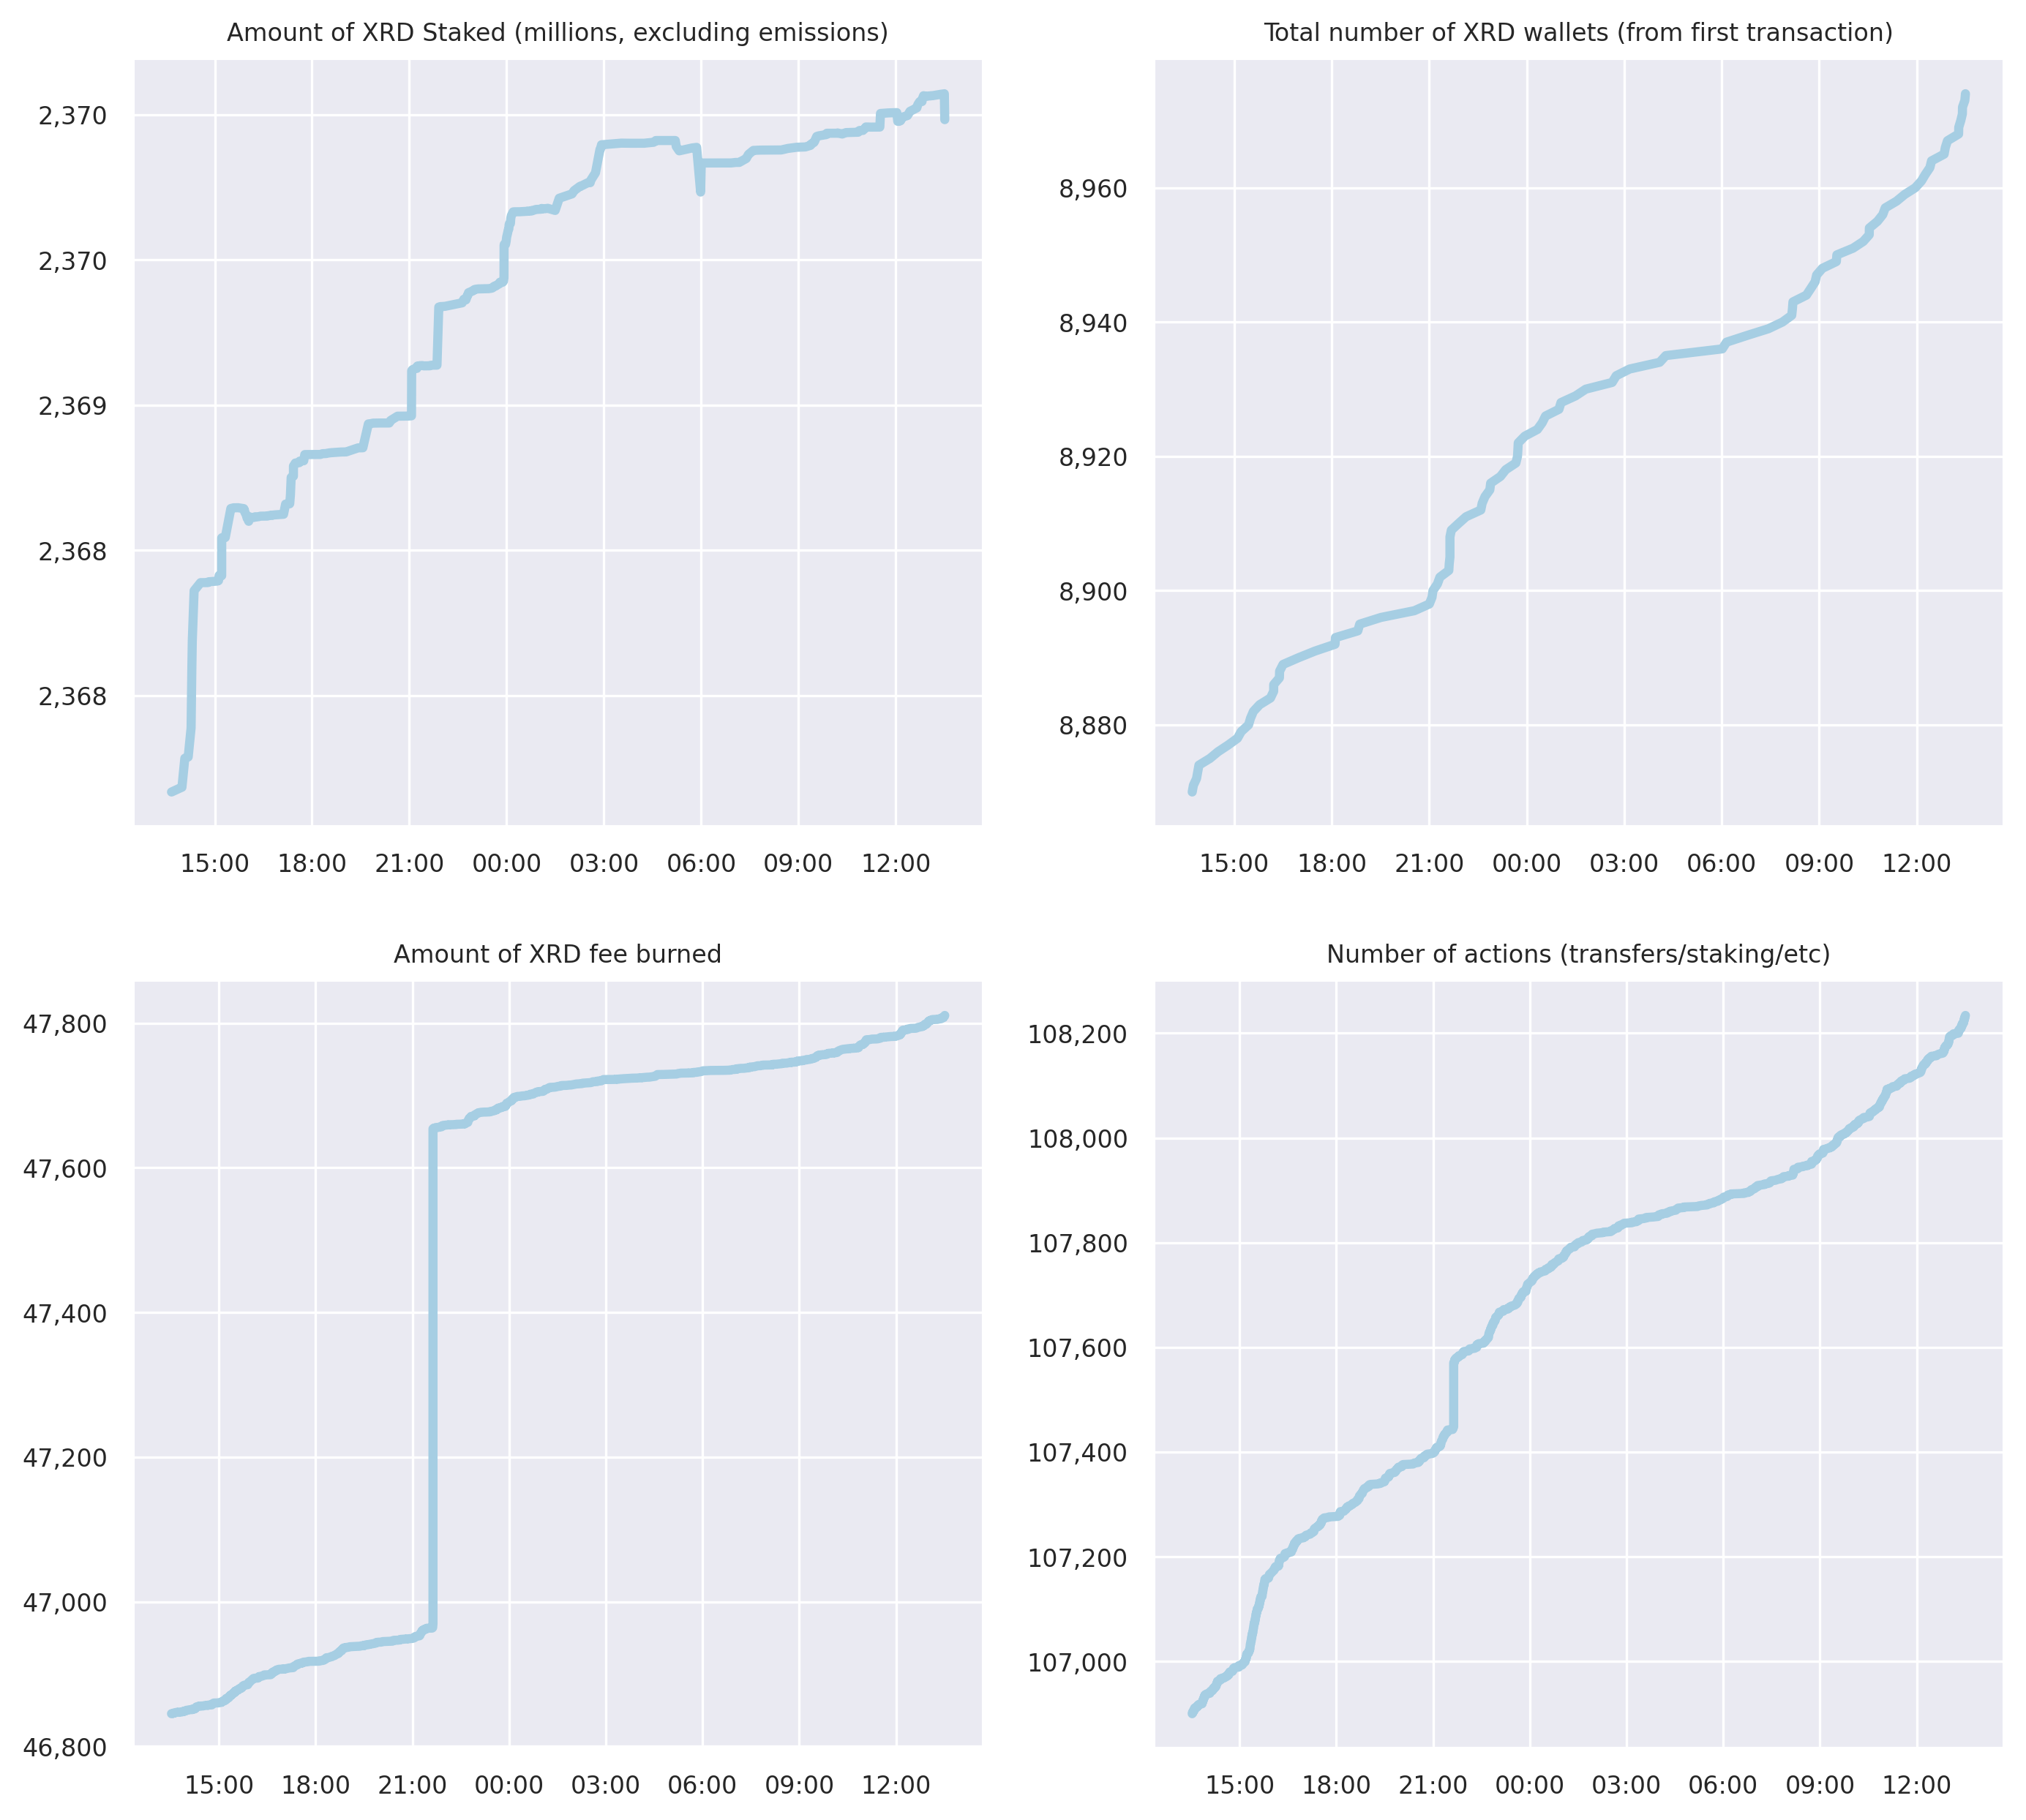 Amount of XRD Staked (millions, excluding emissions)
2,370
2,370
2,369
2,368
2,368
15:00 18:00 21:00 00:00 03:00 06:00 09:00 12:00
Total number of XRD wallets (from first transaction)
8,960
8,940
8,920
8,900
8,880
15:00 18:00 21:00 00:00 03:00 06:00 09:00 12:00
Amount of XRD fee burned
47,800
47,600
47,400
47,200
47,000
46,800
15:00 18:00 21:00 00:00 03:00 06:00 09:00 12:00
Number of actions (transfers/staking/etc)
108,200
108,000
107,800
107,600
107,400
107,200
107,000
15:00 18:00 21:00 00:00 03:00 06:00 09:00 12:00